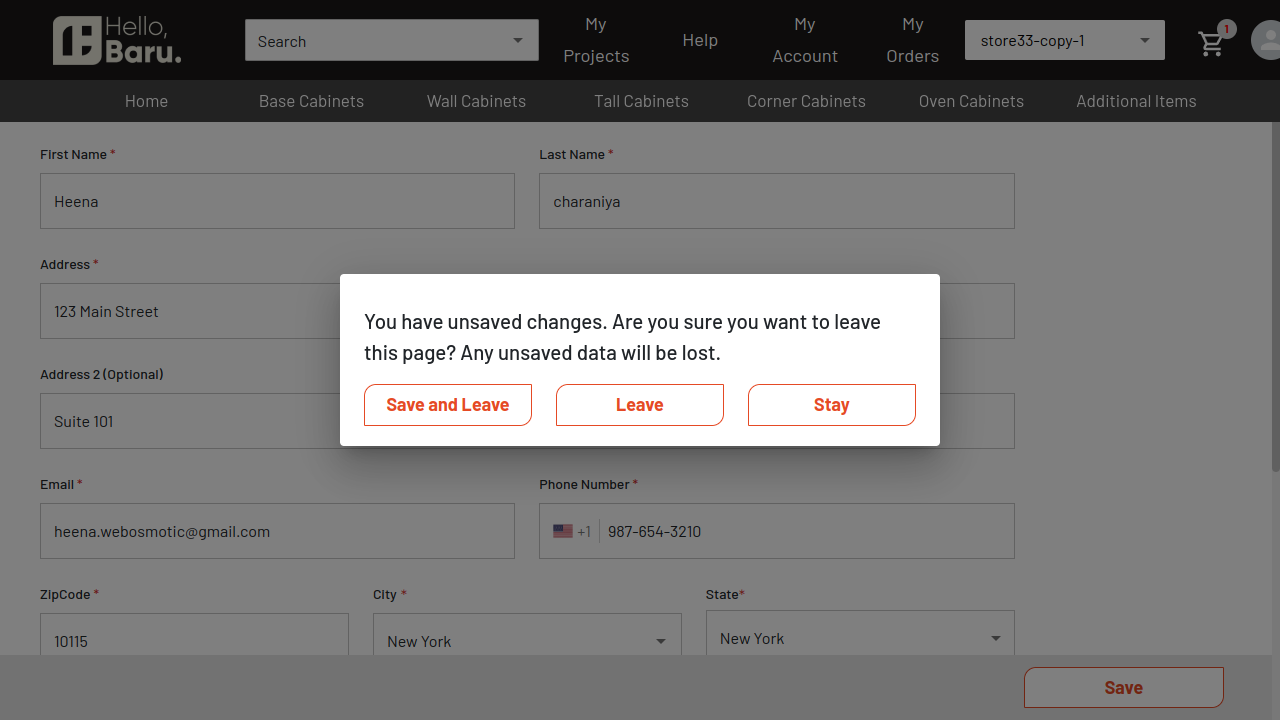 Hello,
Baru.
Search
My Projects
Help
My Account
My Orders
store33-copy-1
1
Home
Base Cabinets
Wall Cabinets
Tall Cabinets
Corner Cabinets
Oven Cabinets
Additional Items
First Name *
Last Name *
Heena
charaniya
Address *
123 Main Street
You have unsaved changes. Are you sure you want to leave
this page? Any unsaved data will be lost.
Save and Leave
Leave
Stay
Address 2 (Optional)
Suite 101
Email *
Phone Number *
heena.webosmotic@gmail.com
+1
987-654-3210
ZipCode *
City *
State*
10115
New York
New York
Save